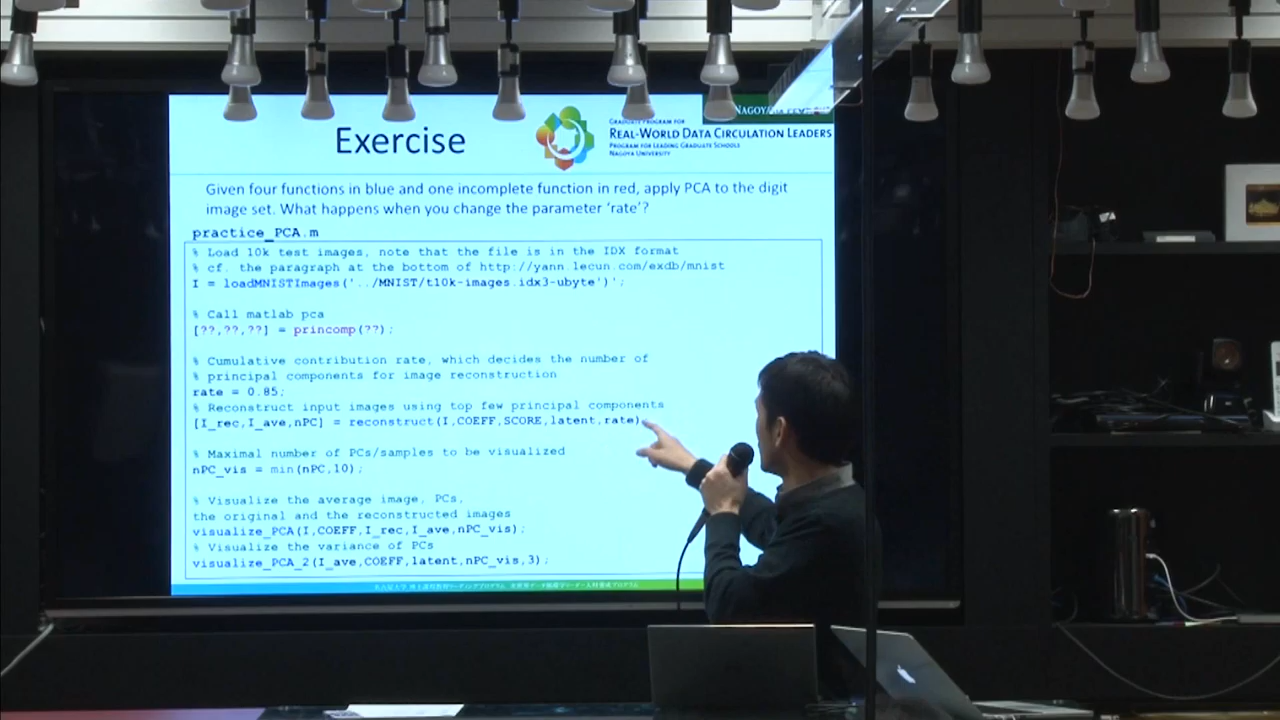 NAGOYA
Exercise
GRADUATE PROGRAM FOR
REAL-WORLD DATA CIRCULATION LEADERS
PROGRAM FOR LEADING GRADUATE SCHOOLS
NAGOYA UNIVERSITY
Given four functions in blue and one incomplete function in red, apply PCA to the digit
image set. What happens when you change the parameter ‘rate’?
practice_PCA.m
% Load 10k test images, note that the file is in the IDX format
% cf. the paragraph at the bottom of http://yann.lecun.com/exdb/mnist
I = loadMNISTImages('../MNIST/t10k-images.idx3-ubyte')';
% Call matlab pca
[??,??,??] = princomp(??);
% Cumulative contribution rate, which decides the number of
% principal components for image reconstruction
rate = 0.85;
% Reconstruct input images using top few principal components
[I_rec,I_ave,nPC] = reconstruct(I,COEFF,SCORE,latent,rate)
% Maximal number of PCs/samples to be visualized
nPC_vis = min(nPC,10);
% Visualize the average image, PCs,
the original and the reconstructed images
visualize_PCA(I,COEFF,I_rec,I_ave,nPC_vis);
% Visualize the variance of PCs
visualize_PCA_2(I_ave,COEFF,latent,nPC_vis,3);